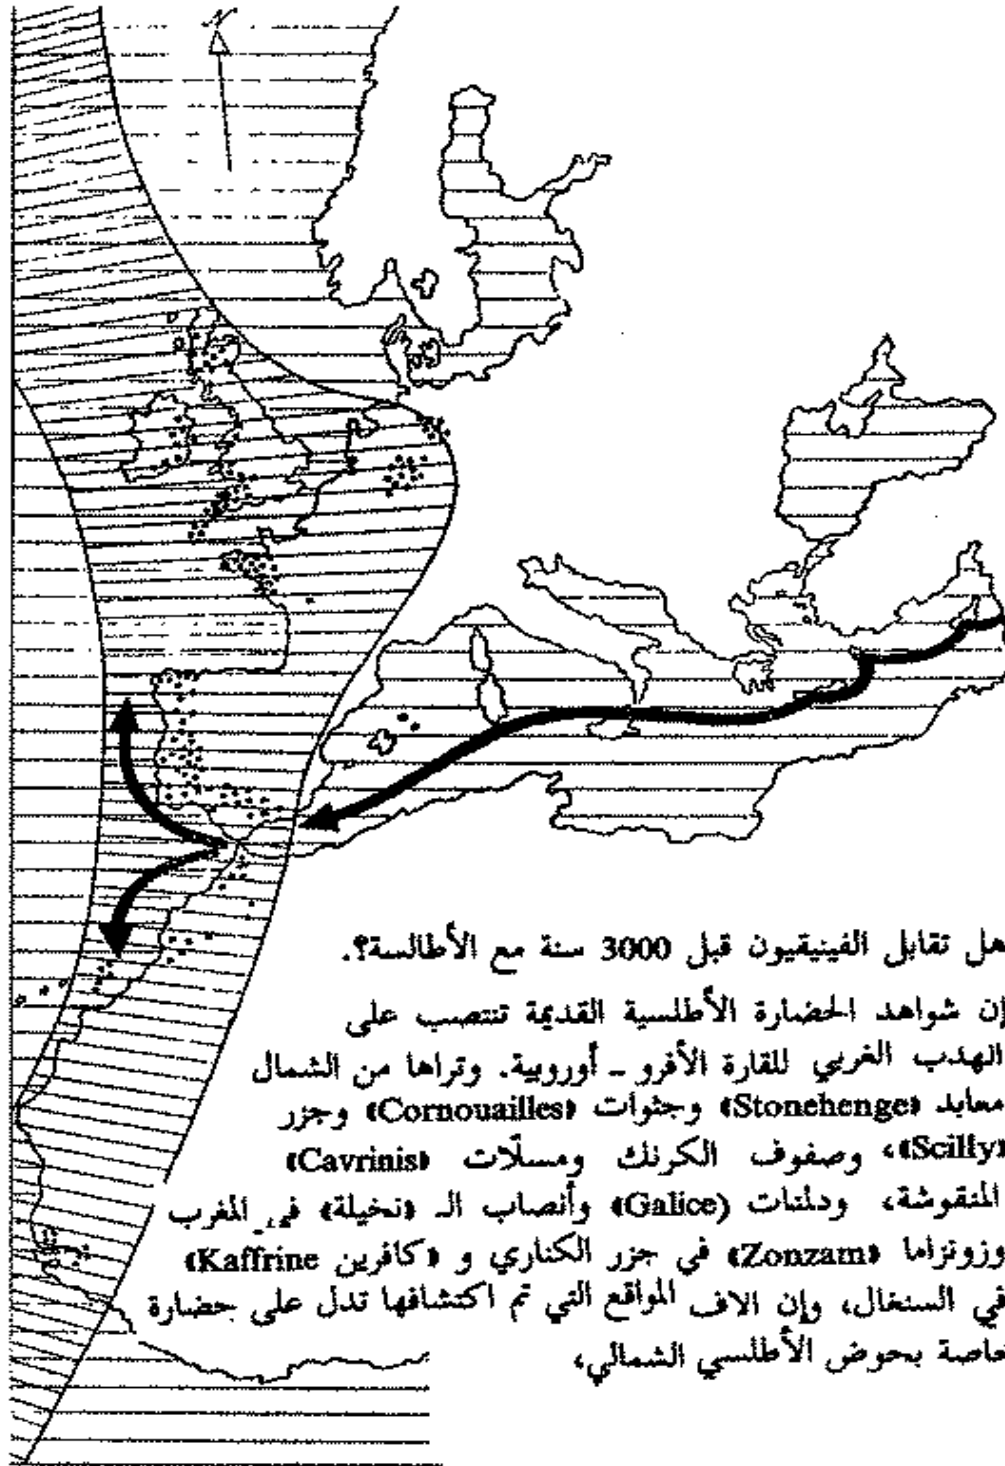 N
هل تقابل الفينيقيون قبل 3000 سنة مع الأطالسة؟.
إن شواهد الحضارة الأطلسية القديمة تنتصب على
الهدب الغربي للقارة الأفرو ـ أوروبية. وتراها من الشمال
معابد «Stonehenge» وجثوات «Cornouailles» وجزر
«Scilly»، وصفوف الكرنك ومسلّات «Cavrinis»
المنقوشة، ودلمنات (Galice» وأنصاب الـ «نخيلة» في المغرب
وزونزاما «Zonzam» في جزر الكناري و «كافرين Kaffrine»
في السنغال، وإن الاف المواقع التي تم اكتشافها تدل على حضارة
خاصة بحوض الأطلسي الشمالي،